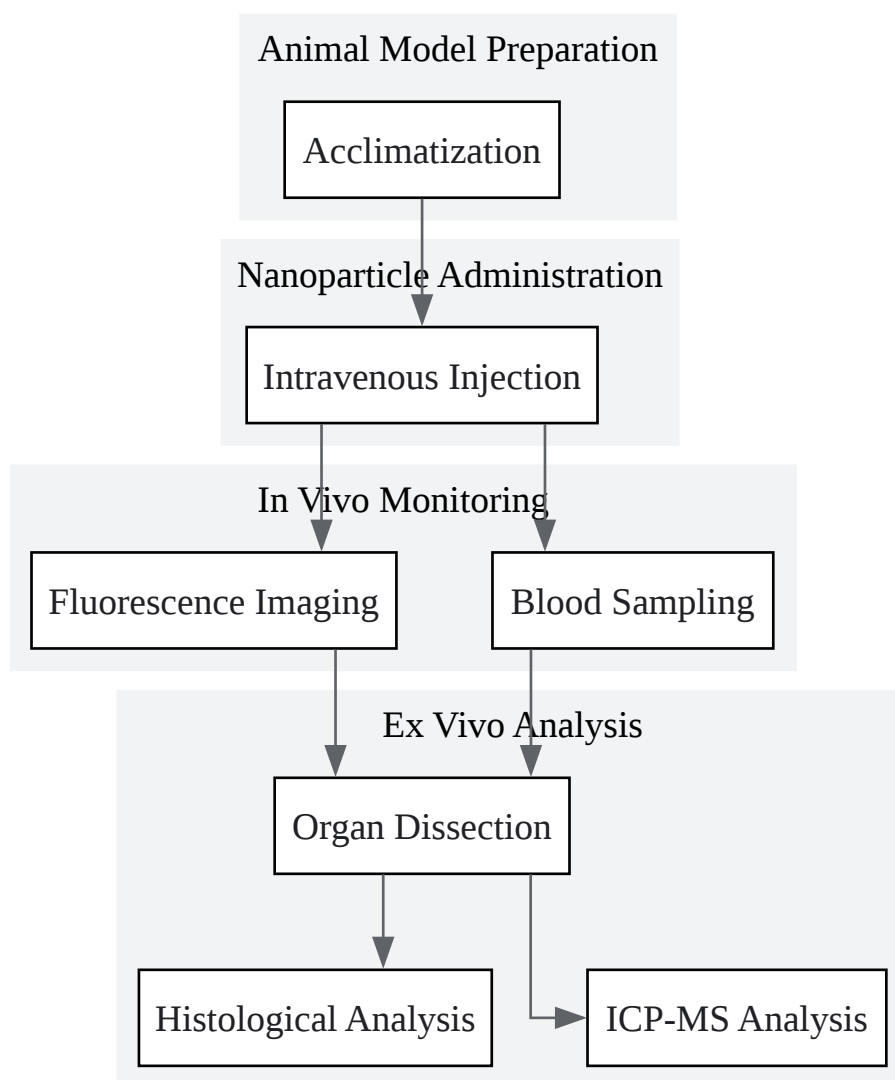 Animal Model Preparation
Acclimatization
Nanoparticle Administration
Intravenous Injection
In Vivo Monitoring
Fluorescence Imaging
Blood Sampling
Ex Vivo Analysis
Organ Dissection
Histological Analysis
ICP-MS Analysis